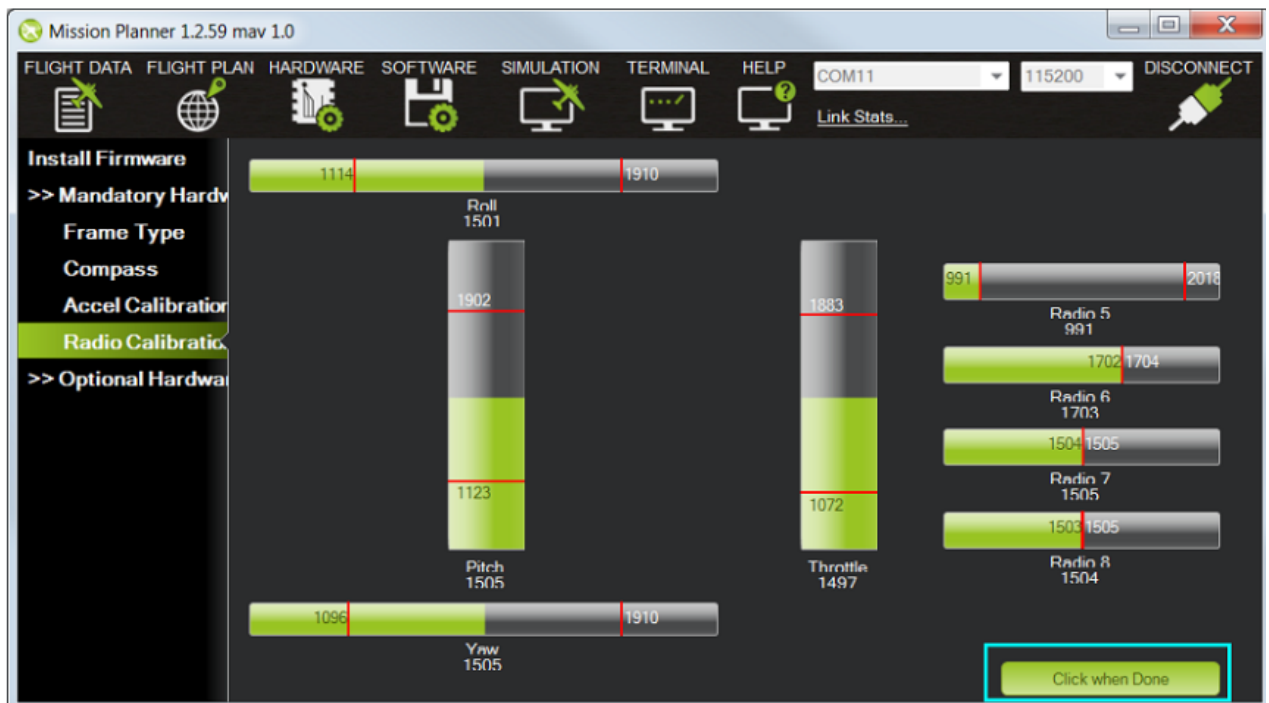 Mission Planner 1.2.59 mav 1.0
FLIGHT DATA FLIGHT PLAN HARDWARE SOFTWARE SIMULATION TERMINAL HELP COM11 115200 DISCONNECT
Link Stats...
Install Firmware
>> Mandatory Hardw
Frame Type
Compass
Accel Calibration
Radio Calibratio
>> Optional Hardwar
1114 1910
Roll
1501
1902
1123
Pitch
1505
1883
1072
Throttle
1497
1096 1910
Yaw
1505
991 2018
Radio 5
991
1702 1704
Radio 6
1703
1504 1505
Radio 7
1505
1503 1505
Radio 8
1504
Click when Done